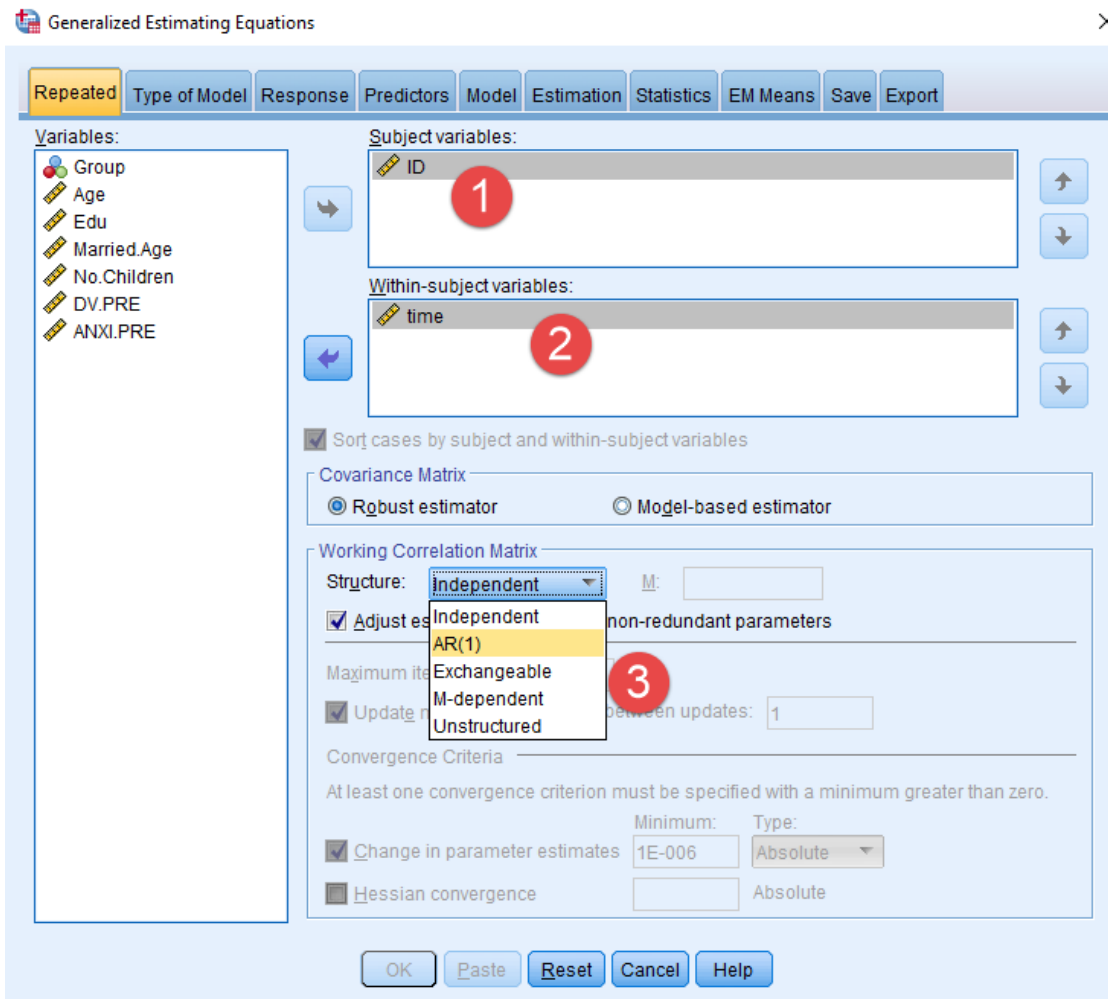 Generalized Estimating Equations
Repeated Type of Model Response Predictors Model Estimation Statistics EM Means Save Export
Variables:
Group
Age
Edu
Married.Age
No.Children
DV.PRE
ANXI.PRE
Subject variables:
ID
1
Within-subject variables:
time
2
Sort cases by subject and within-subject variables
Covariance Matrix
Robust estimator Model-based estimator
Working Correlation Matrix
Structure: Independent M:
Independent
AR(1)
Exchangeable
M-dependent
Unstructured
3
Adjust es non-redundant parameters
Maximum ite
Update between updates: 1
Convergence Criteria
At least one convergence criterion must be specified with a minimum greater than zero.
Minimum: Type:
Change in parameter estimates 1E-006 Absolute
Hessian convergence Absolute
OK Paste Reset Cancel Help